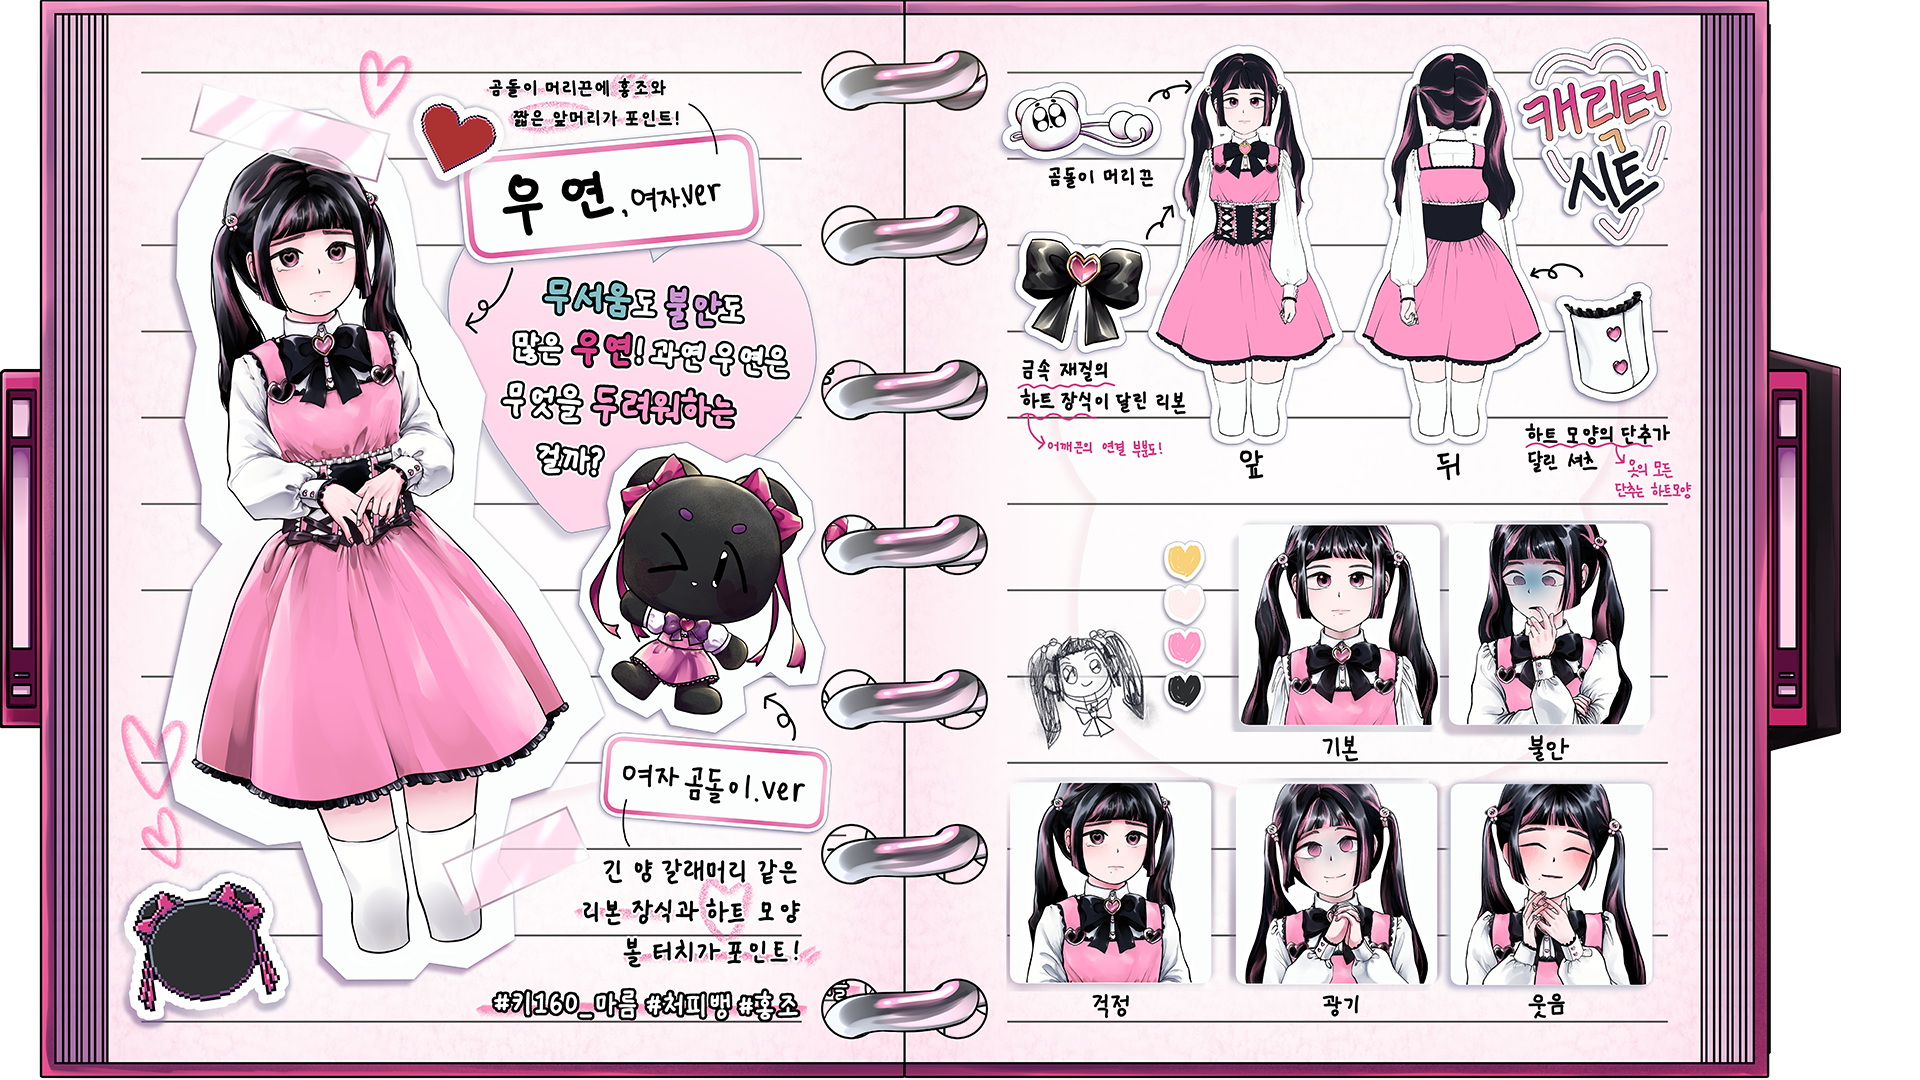 곰돌이 머리끈에 홍조와
짧은 앞머리가 포인트!
우연, 여자.ver
무서움도 불안도
많은 우연! 과연 우연은
무엇을 두려워하는
걸까?
여자 곰돌이.ver
긴 양 갈래머리 같은
리본 장식과 하트 모양
볼 터치가 포인트!
#키160_마름 #처피뱅 #홍조
캐릭터
시트
곰돌이 머리끈
금속 재질의
하트 장식이 달린 리본
어깨끈의 연결 부분도!
앞
뒤
하트 모양의 단추가
달린 셔츠
옷의 모든
단추는 하트모양
기본
불안
걱정
광기
웃음